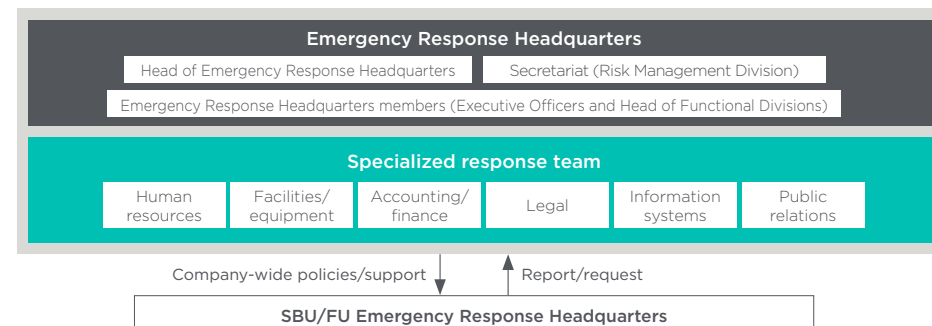 Emergency Response Headquarters
Head of Emergency Response Headquarters
Secretariat (Risk Management Division)
Emergency Response Headquarters members (Executive Officers and Head of Functional Divisions)
Specialized response team
Human
resources
Facilities/
equipment
Accounting/
finance
Legal
Information
systems
Public
relations
Company-wide policies/support
Report/request
SBU/FU Emergency Response Headquarters